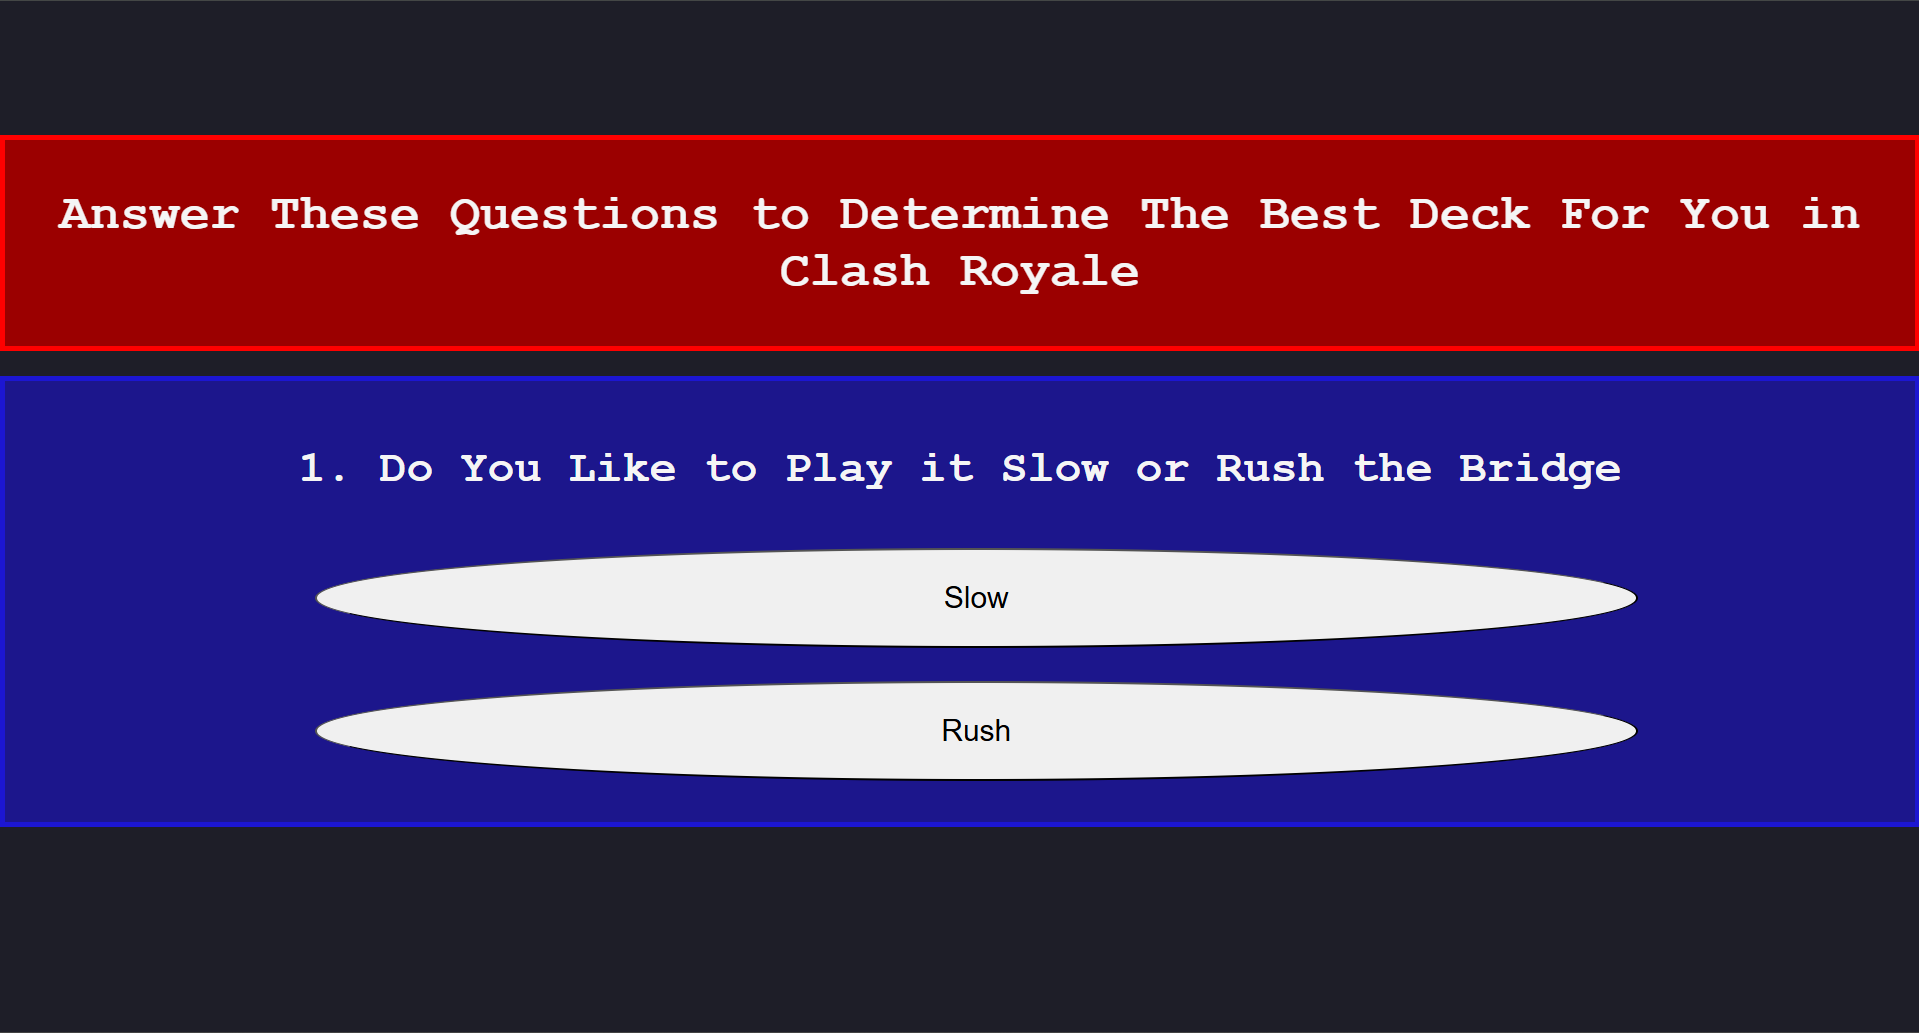 Answer These Questions to Determine The Best Deck For You in
Clash Royale
1. Do You Like to Play it Slow or Rush the Bridge
Slow
Rush